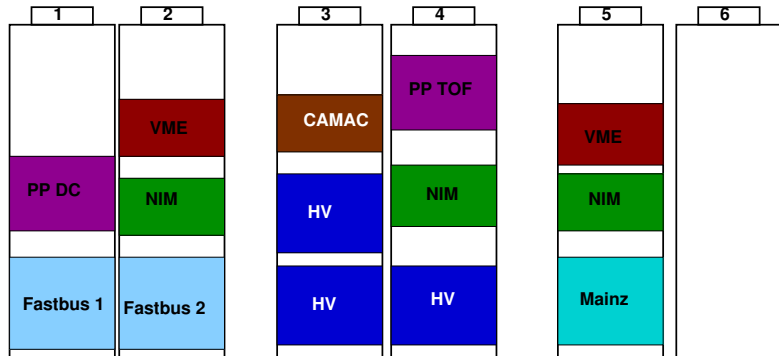 1
2
3
4
5
6
PP TOF
CAMAC
VME
VME
PP DC
NIM
HV
NIM
NIM
Fastbus 1
Fastbus 2
HV
HV
Mainz